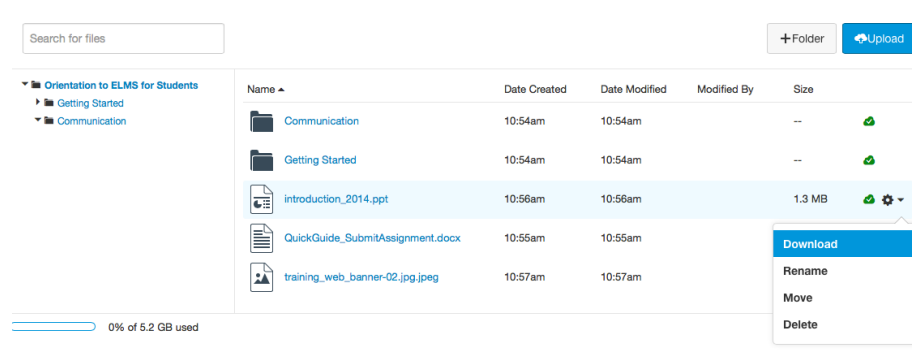 Search for files
+Folder
Upload
Orientation to ELMS for Students
Getting Started
Communication
Name Date Created Date Modified Modified By Size
Communication 10:54am 10:54am --
Getting Started 10:54am 10:54am --
introduction_2014.ppt 10:56am 10:56am 1.3 MB
QuickGuide_SubmitAssignment.docx 10:55am 10:55am
training_web_banner-02.jpg.jpeg 10:57am 10:57am
Download
Rename
Move
Delete
0% of 5.2 GB used